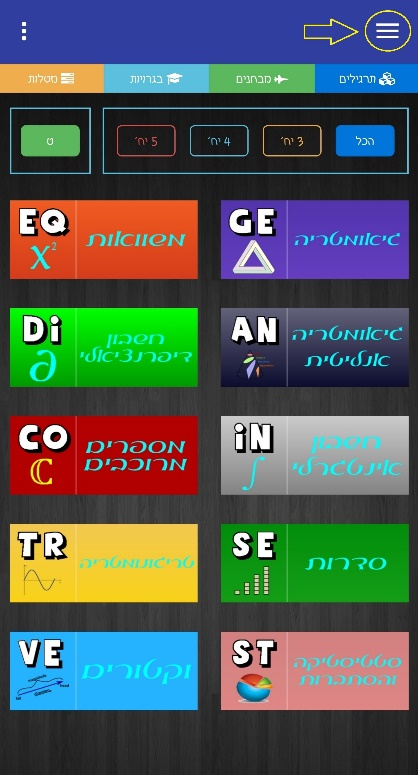 תרגילים
מבחנים
בגרויות
מטלות
הכל
3 יח׳
4 יח׳
5 יח׳
ט
GE
גיאומטריה
EQ
X²
משוואות
AN
גיאומטריה
אנליטית
Di
∂
חשבון
דיפרנציאלי
iN
∫
חשבון
אינטגרלי
CO
ℂ
מספרים
מרוכבים
SE
סדרות
TR
טריגונומטריה
ST
סטטיסטיקה
והסתברות
VE
וקטורים